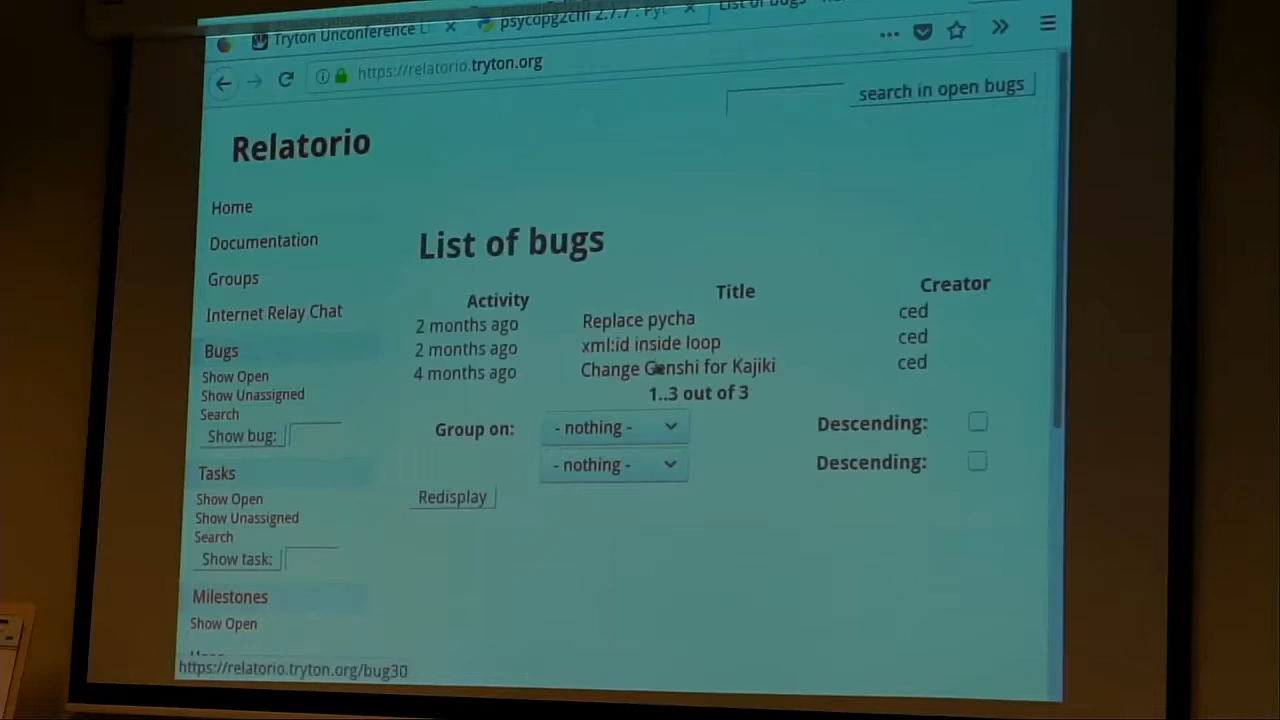 Tryton Unconference
psycopg2cffi 2.7.7 : Pyt
List of bugs
https://relatorio.tryton.org
search in open bugs
Relatorio
Home
Documentation
Groups
Internet Relay Chat
Bugs
Show Open
Show Unassigned
Search
Show bug:
Tasks
Show Open
Show Unassigned
Search
Show task:
Milestones
Show Open
List of bugs
Activity Title Creator
2 months ago Replace pycha ced
2 months ago xml:id inside loop ced
4 months ago Change Genshi for Kajiki ced
1..3 out of 3
Group on: - nothing - Descending:
- nothing - Descending:
Redisplay
https://relatorio.tryton.org/bug30